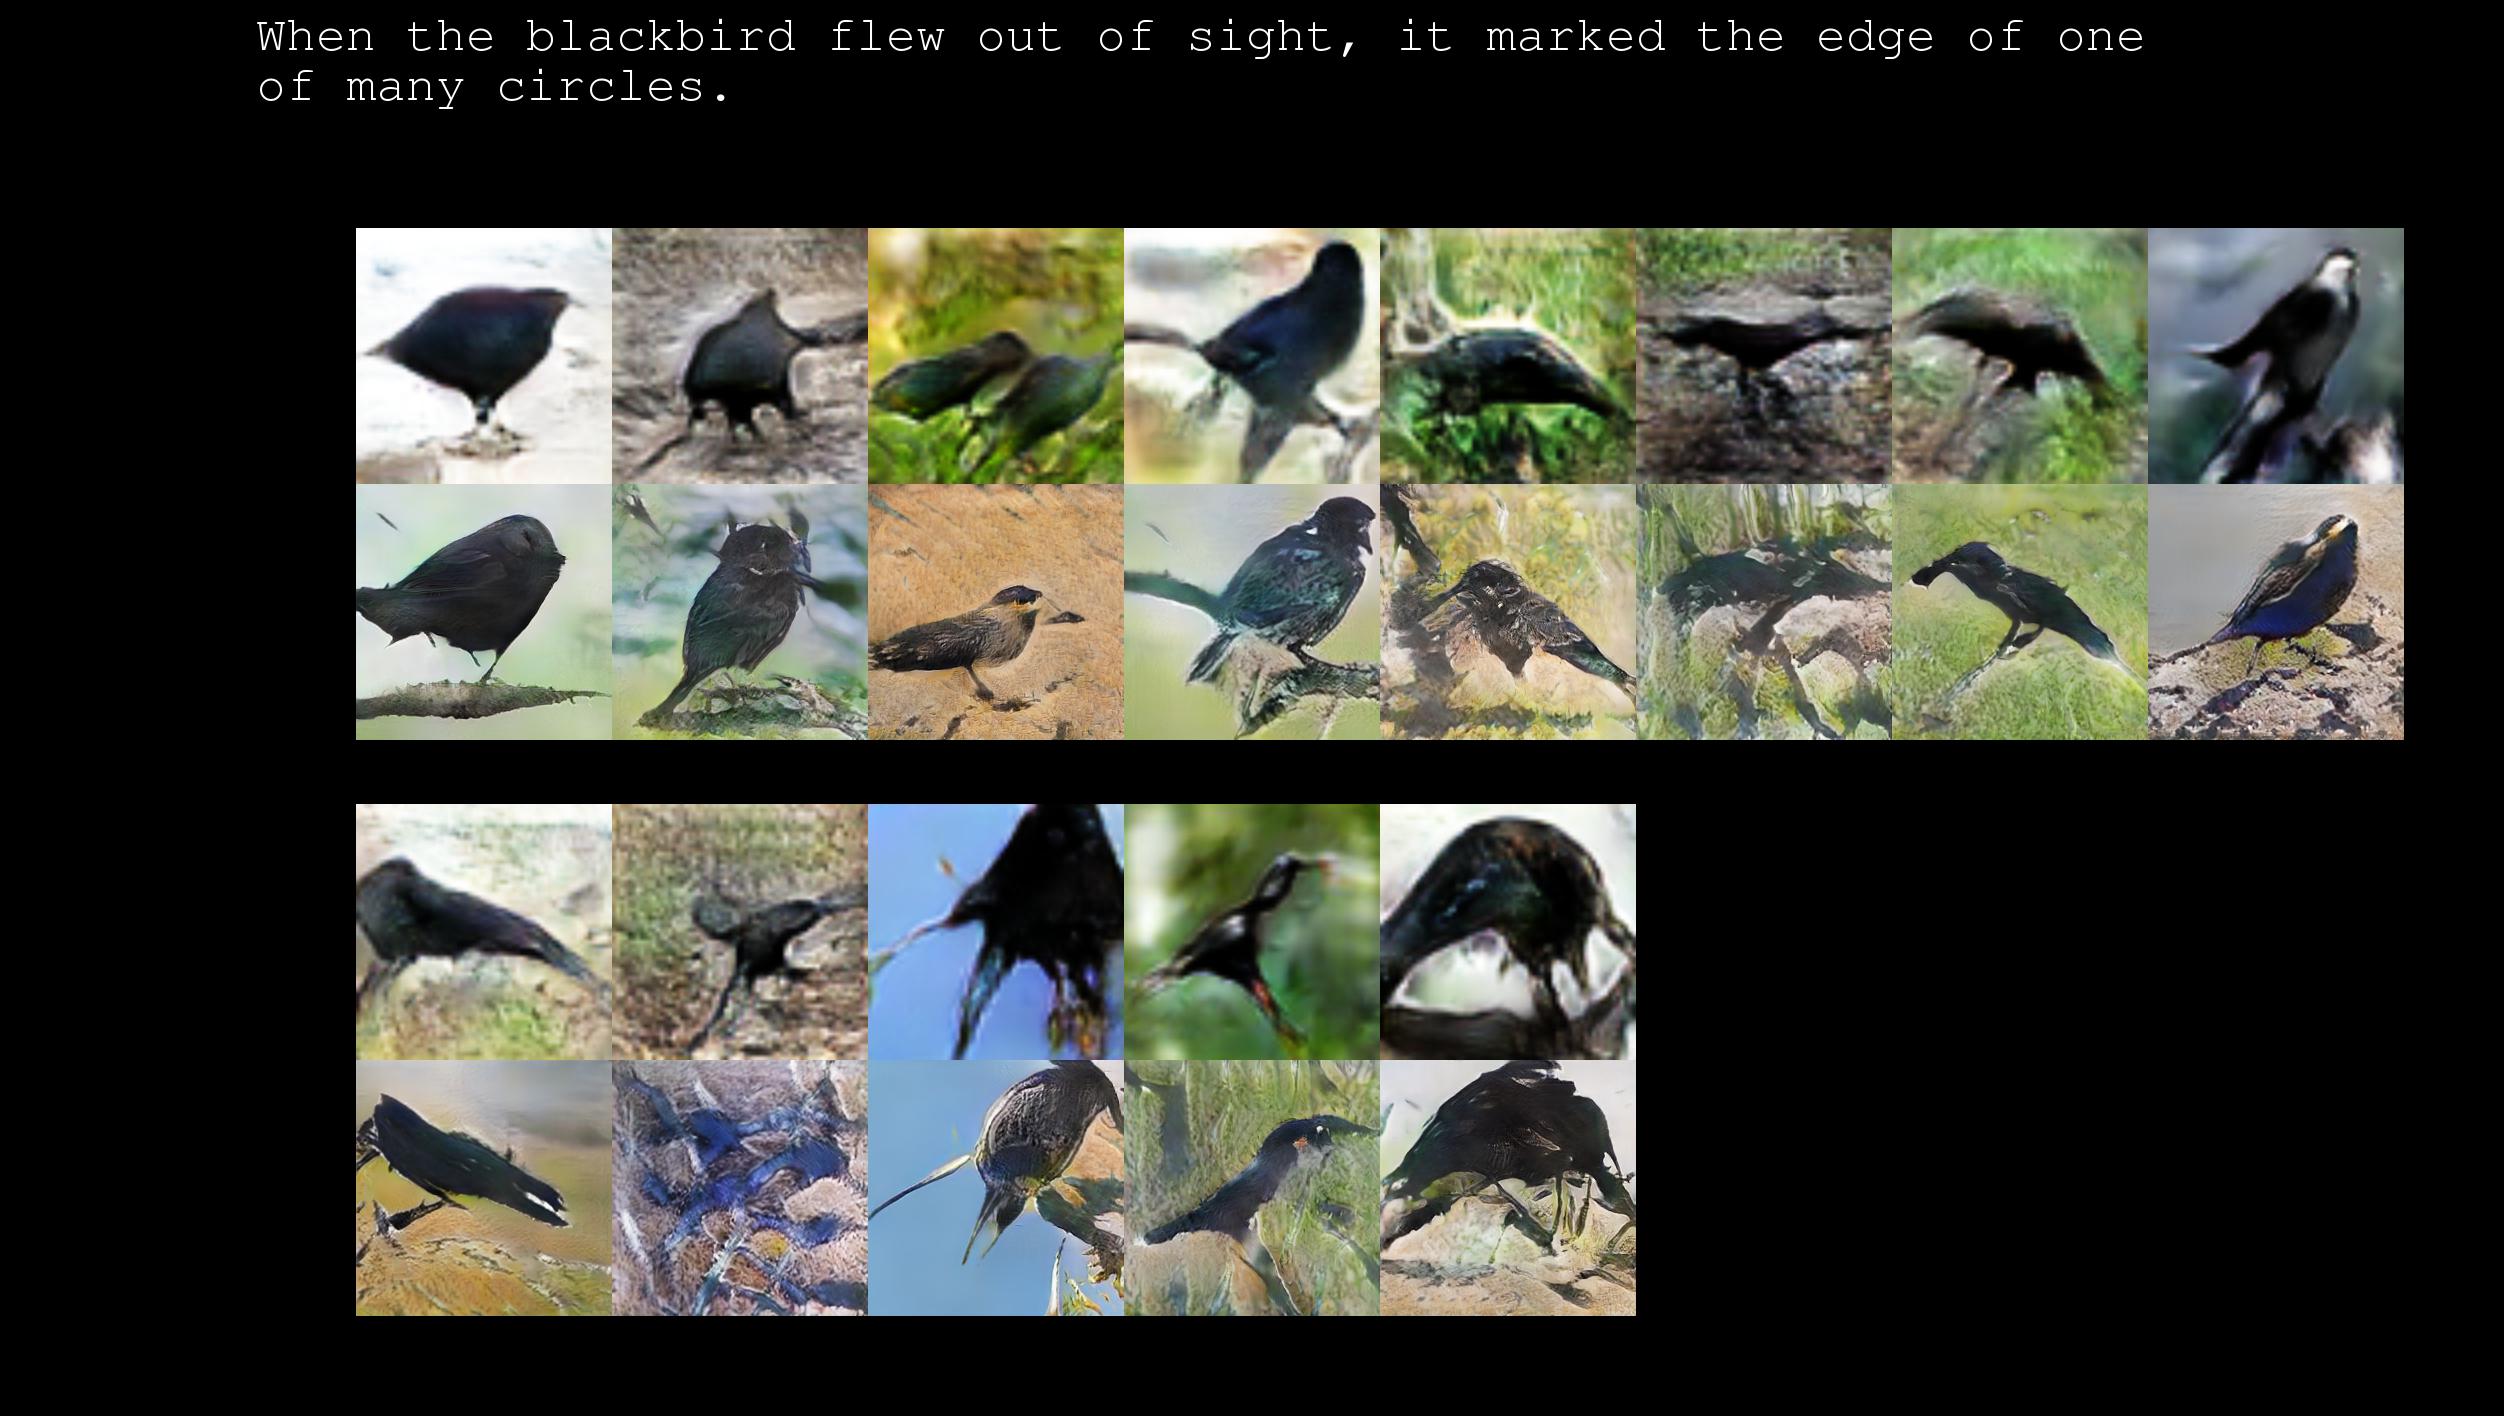 When the blackbird flew out of sight, it marked the edge of one
of many circles.